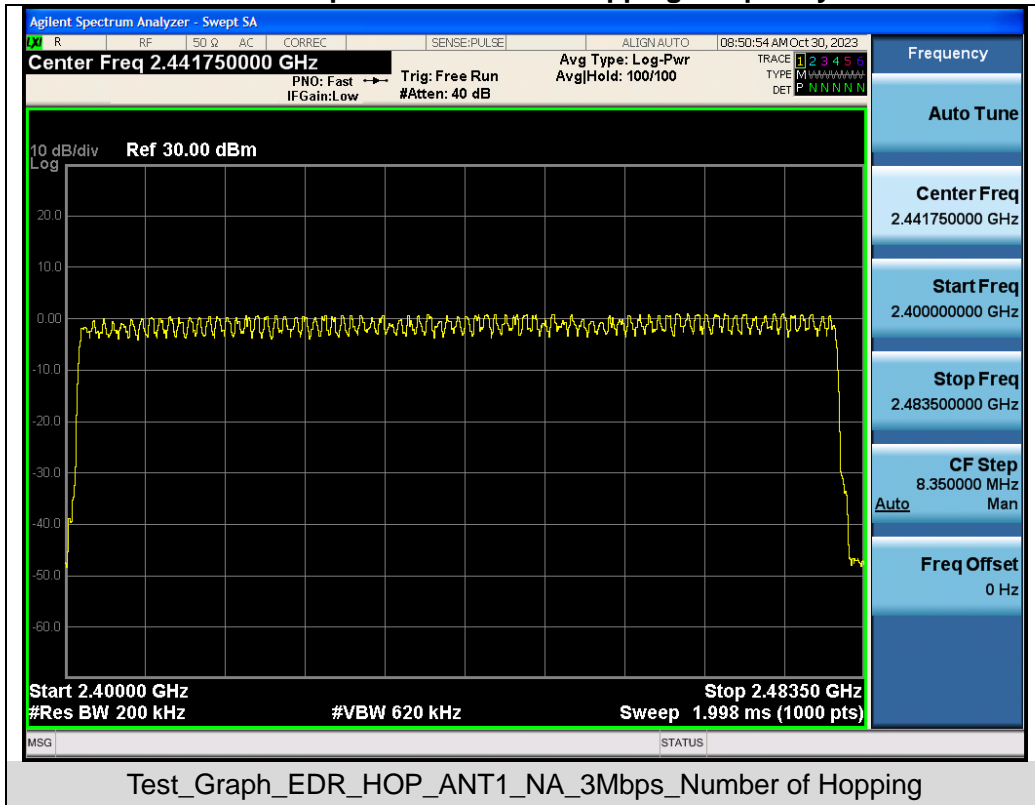 Agilent Spectrum Analyzer - Swept SA
LXI R RF 50 Ω AC CORREC SENSE:PULSE ALIGN AUTO 08:50:54 AM Oct 30, 2023
Center Freq 2.441750000 GHz
PNO: Fast
IFGain:Low
Trig: Free Run
#Atten: 40 dB
Avg Type: Log-Pwr
Avg|Hold: 100/100
TRACE 1 2 3 4 5 6
TYPE M
DET P N N N N N
10 dB/div Ref 30.00 dBm
Log
20.0
10.0
0.00
-10.0
-20.0
-30.0
-40.0
-50.0
-60.0
Start 2.40000 GHz Stop 2.48350 GHz
#Res BW 200 kHz #VBW 620 kHz Sweep 1.998 ms (1000 pts)
MSG STATUS
Frequency
Auto Tune
Center Freq
2.441750000 GHz
Start Freq
2.400000000 GHz
Stop Freq
2.483500000 GHz
CF Step
8.350000 MHz
Auto Man
Freq Offset
0 Hz
Test_Graph_EDR_HOP_ANT1_NA_3Mbps_Number of Hopping